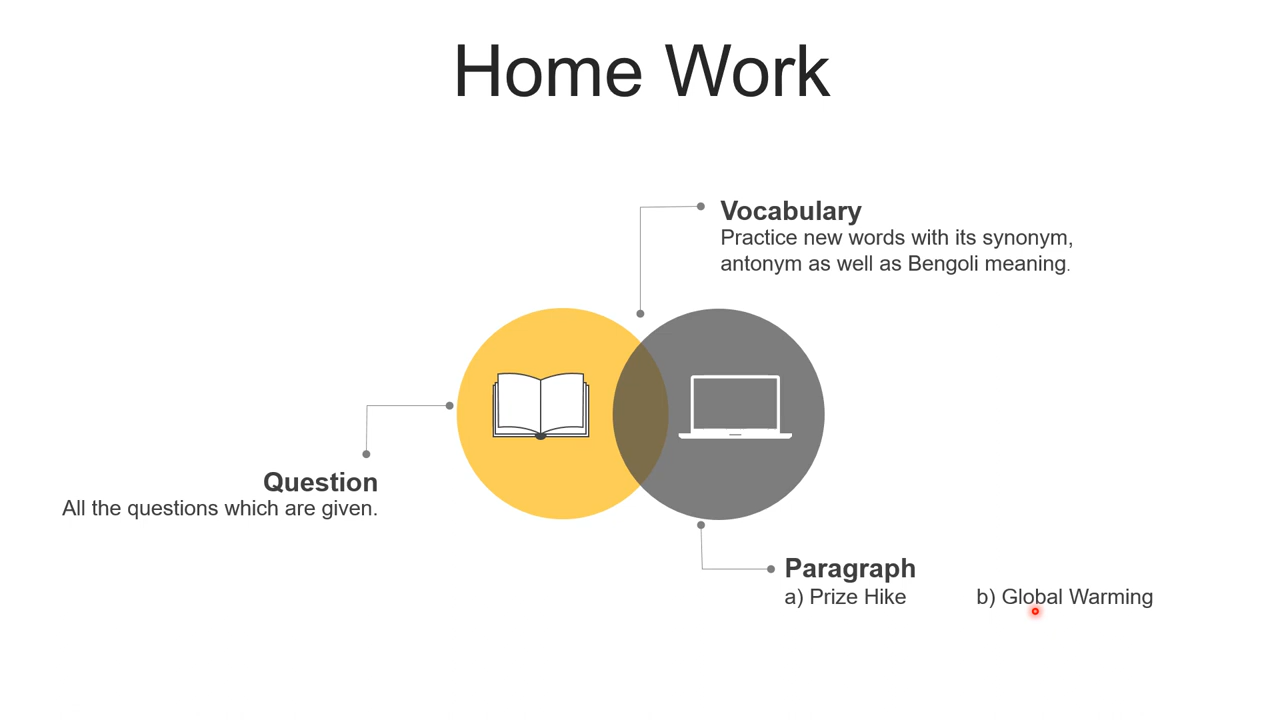 Home Work
Vocabulary
Practice new words with its synonym,
antonym as well as Bengoli meaning.
Question
All the questions which are given.
Paragraph
a) Prize Hike b) Global Warming